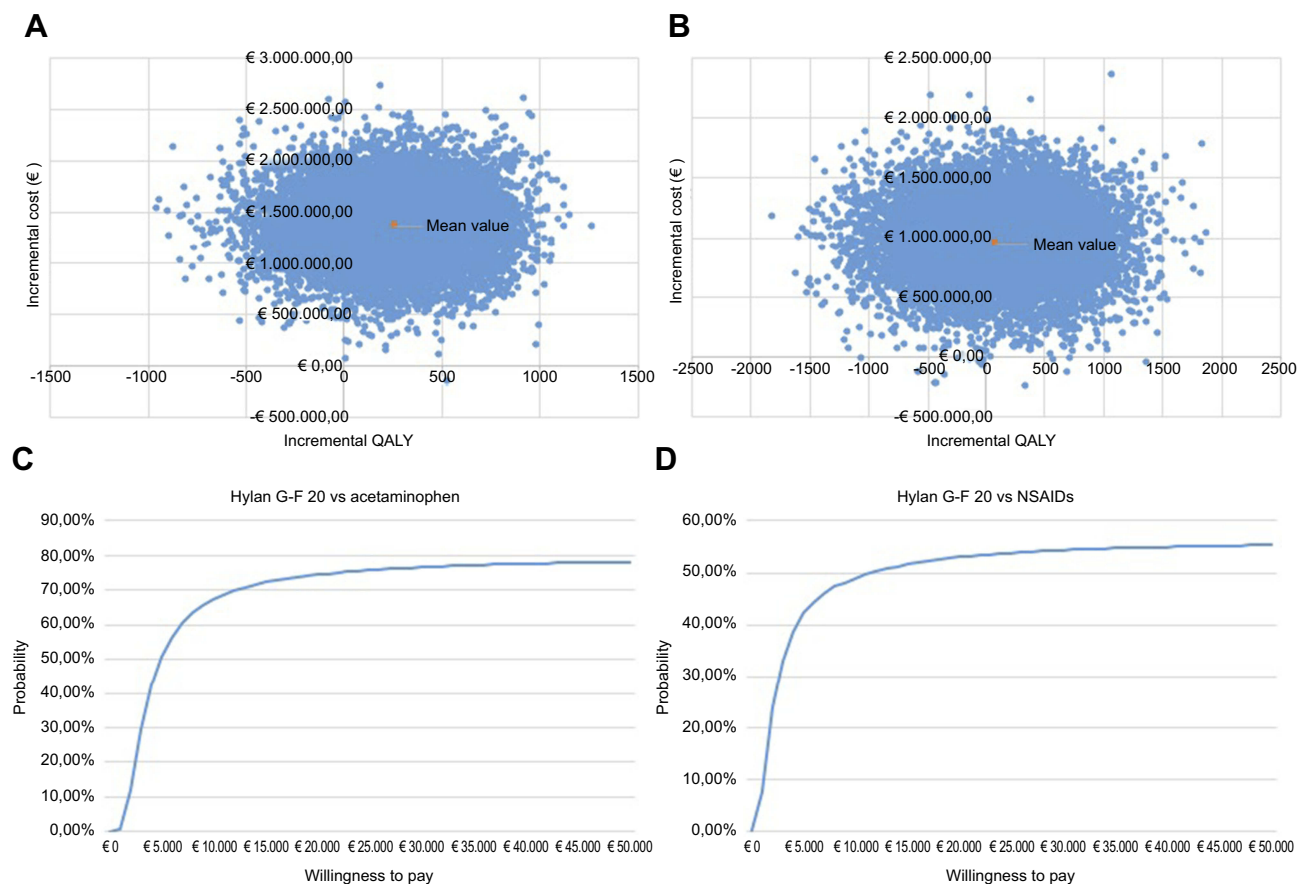 A
Incremental cost (€)
€ 3.000.000,00
€ 2.500.000,00
€ 2.000.000,00
€ 1.500.000,00
€ 1.000.000,00
€ 500.000,00
€ 0,00
-€ 500.000,00
Mean value
-1500 -1000 -500 0 500 1000 1500
Incremental QALY
B
Incremental cost (€ )
€ 2.500.000,00
€ 2.000.000,00
€ 1.500.000,00
€ 1.000.000,00
€ 500.000,00
€ 0,00
-€ 500.000,00
Mean value
-2500 -2000 -1500 -1000 -500 0 500 1000 1500 2000 2500
Incremental QALY
C
Hylan G-F 20 vs acetaminophen
Probability
90,00%
80,00%
70,00%
60,00%
50,00%
40,00%
30,00%
20,00%
10,00%
0,00%
€ 0 € 5.000 € 10.000 € 15.000 € 20.000 € 25.000 € 30.000 € 35.000 € 40.000 € 45.000 € 50.000
Willingness to pay
D
Hylan G-F 20 vs NSAIDs
Probability
60,00%
50,00%
40,00%
30,00%
20,00%
10,00%
0,00%
€ 0 € 5.000 € 10.000 € 15.000 € 20.000 € 25.000 € 30.000 € 35.000 € 40.000 € 45.000 € 50.000
Willingness to pay